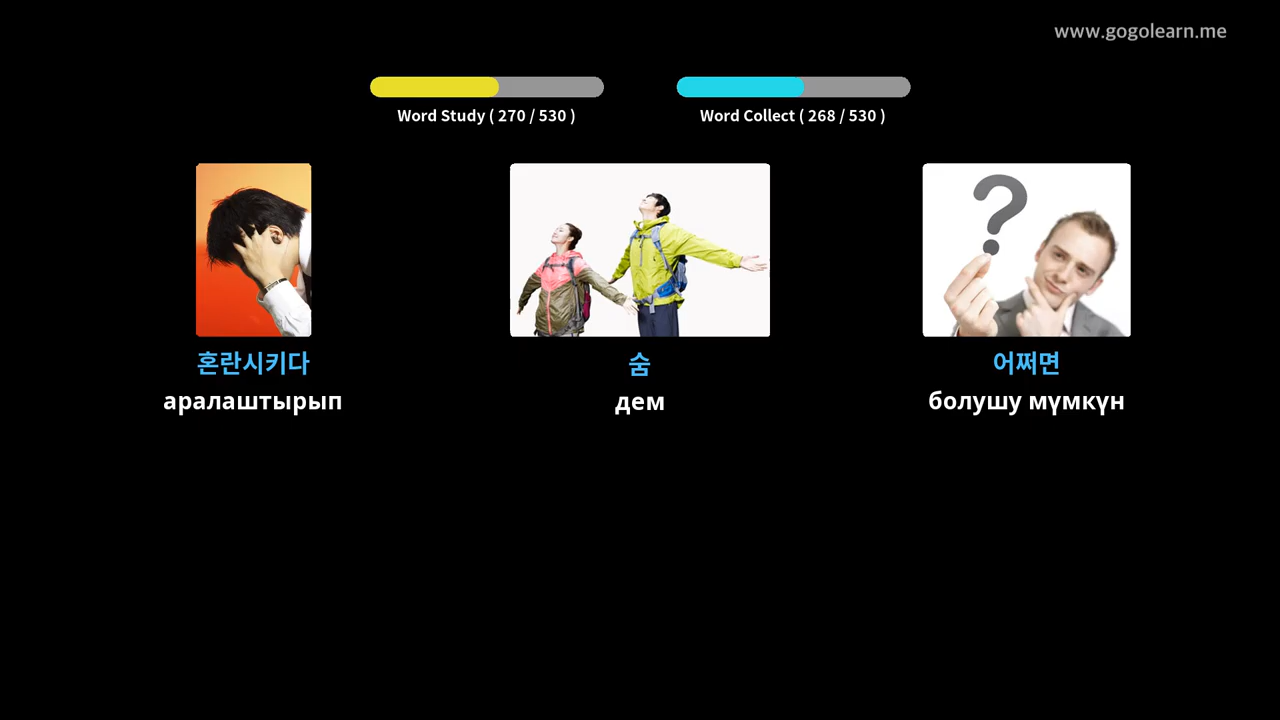 www.gogolearn.me
Word Study ( 270 / 530 )
Word Collect ( 268 / 530 )
혼란시키다
숨
어쩌면
аралаштырып
дем
болушу мүмкүн